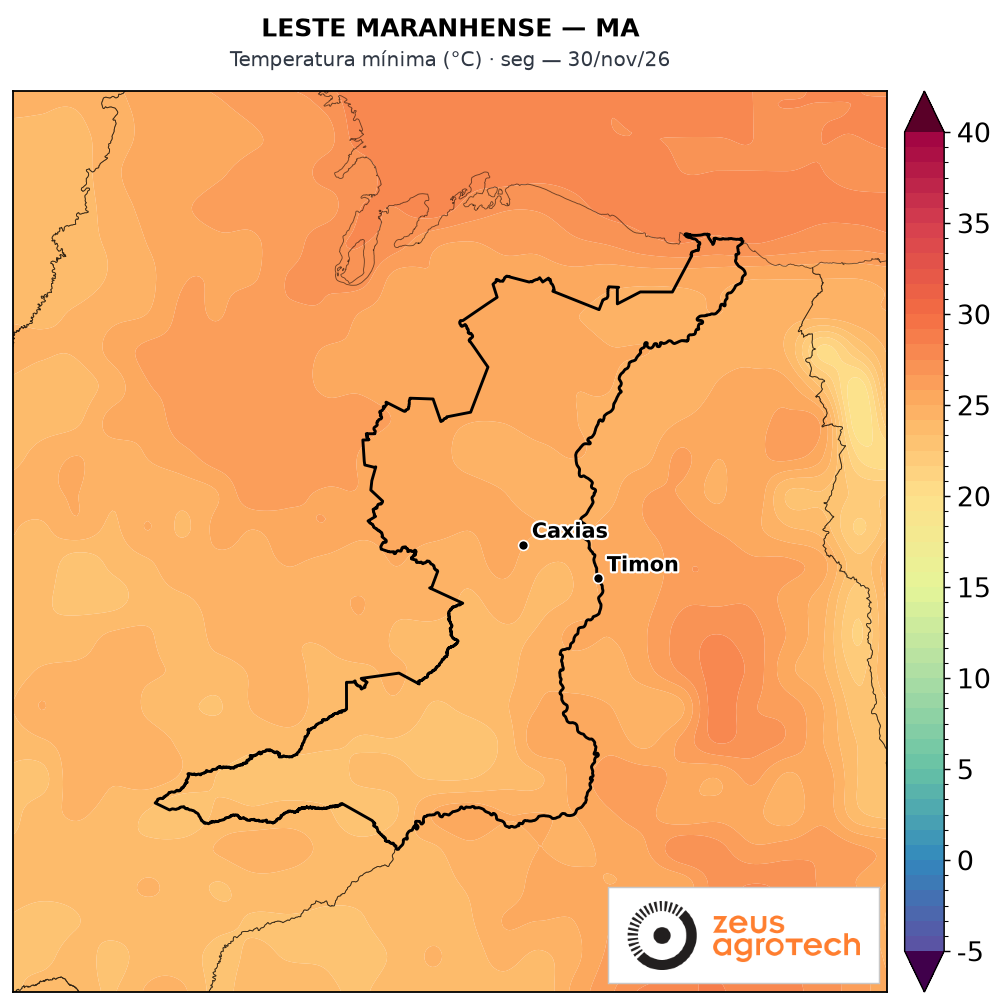 LESTE MARANHENSE — MA
Temperatura mínima (°C) · seg — 30/nov/26
40
35
30
25
20
15
10
5
0
-5
Caxias
Timon
zeus
agrotech